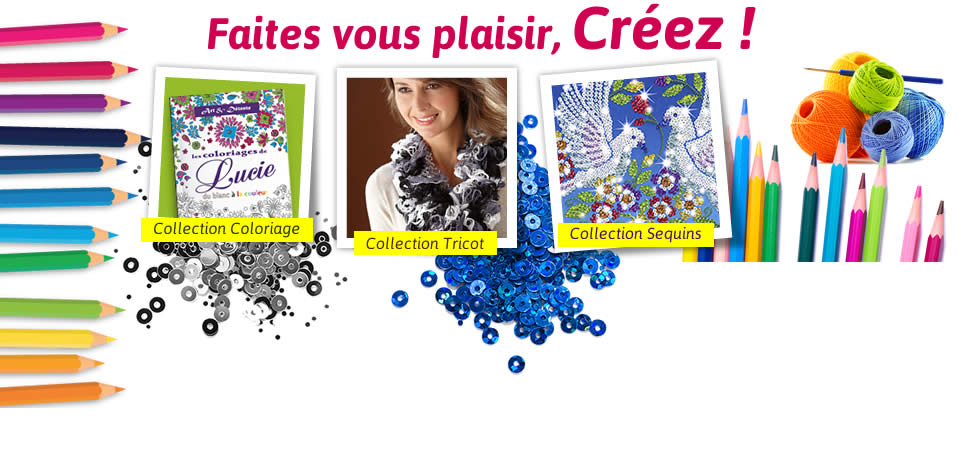 Faites vous plaisir, Créez !
Art & Détente
les coloriages de
Lucie
du blanc à la couleur
Collection Coloriage
Collection Tricot
Collection Sequins